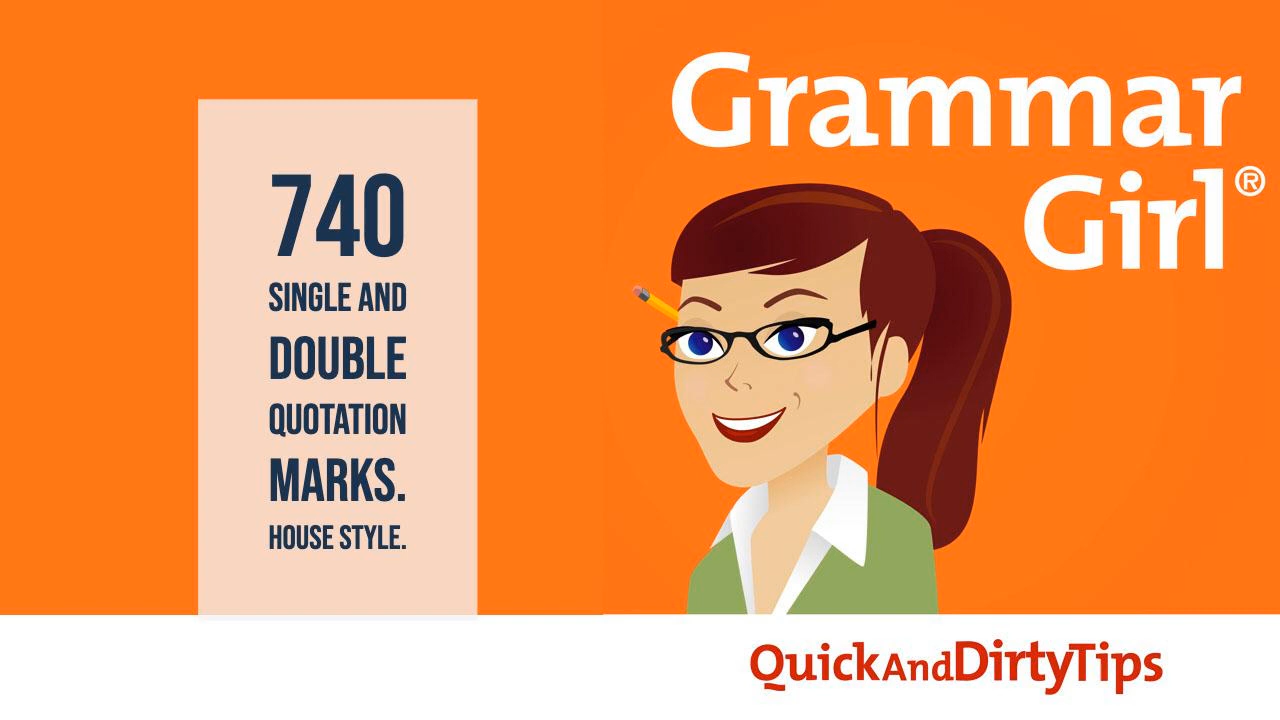 740
SINGLE AND
DOUBLE
QUOTATION
MARKS.
HOUSE STYLE.
Grammar
Girl®
QuickAndDirtyTips